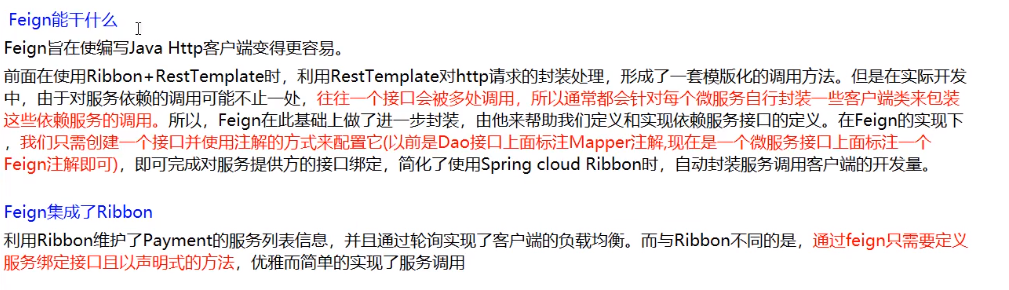 Feign能干什么
Feign旨在使编写Java Http客户端变得更容易。
前面在使用Ribbon+RestTemplate时，利用RestTemplate对http请求的封装处理，形成了一套模版化的调用方法。但是在实际开发
中，由于对服务依赖的调用可能不止一处，往往一个接口会被多处调用，所以通常都会针对每个微服务自行封装一些客户端类来包装
这些依赖服务的调用。所以，Feign在此基础上做了进一步封装，由他来帮助我们定义和实现依赖服务接口的定义。在Feign的实现下
，我们只需创建一个接口并使用注解的方式来配置它(以前是Dao接口上面标注Mapper注解,现在是一个微服务接口上面标注一个
Feign注解即可)，即可完成对服务提供方的接口绑定，简化了使用Spring cloud Ribbon时，自动封装服务调用客户端的开发量。
Feign集成了Ribbon
利用Ribbon维护了Payment的服务列表信息，并且通过轮询实现了客户端的负载均衡。而与Ribbon不同的是，通过feign只需要定义
服务绑定接口且以声明式的方法，优雅而简单的实现了服务调用